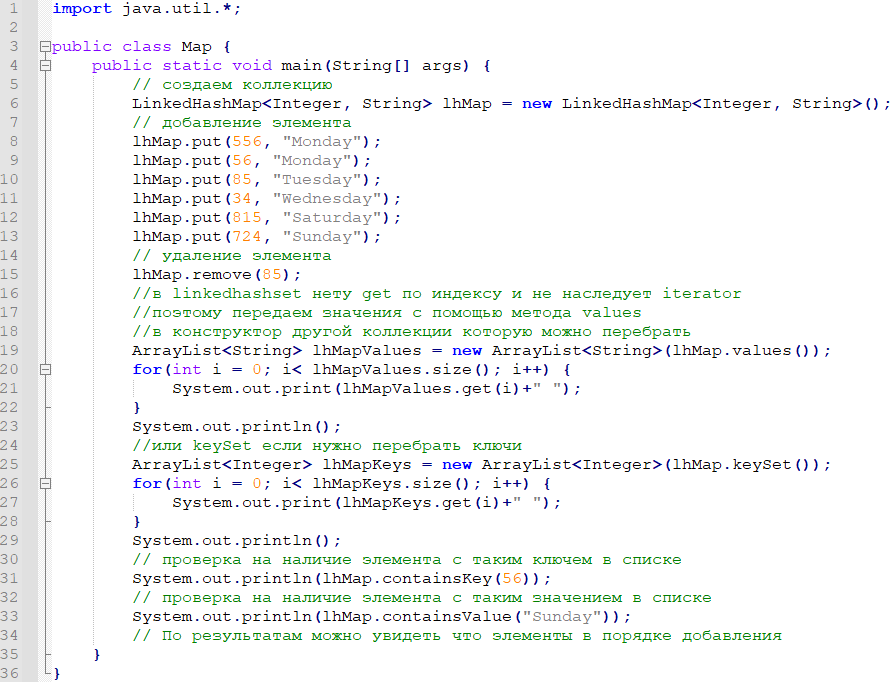 1 import java.util.*;
2
3 public class Map {
4 public static void main(String[] args) {
5 // создаем коллекцию
6 LinkedHashMap<Integer, String> lhMap = new LinkedHashMap<Integer, String>();
7 // добавление элемента
8 lhMap.put(556, "Monday");
9 lhMap.put(56, "Monday");
10 lhMap.put(85, "Tuesday");
11 lhMap.put(34, "Wednesday");
12 lhMap.put(815, "Saturday");
13 lhMap.put(724, "Sunday");
14 // удаление элемента
15 lhMap.remove(85);
16 //в linkedhashset нету get по индексу и не наследует iterator
17 //поэтому передаем значения с помощью метода values
18 //в конструктор другой коллекции которую можно перебрать
19 ArrayList<String> lhMapValues = new ArrayList<String>(lhMap.values());
20 for(int i = 0; i< lhMapValues.size(); i++) {
21 System.out.print(lhMapValues.get(i)+" ");
22 }
23 System.out.println();
24 //или keySet если нужно перебрать ключи
25 ArrayList<Integer> lhMapKeys = new ArrayList<Integer>(lhMap.keySet());
26 for(int i = 0; i< lhMapKeys.size(); i++) {
27 System.out.print(lhMapKeys.get(i)+" ");
28 }
29 System.out.println();
30 // проверка на наличие элемента с таким ключем в списке
31 System.out.println(lhMap.containsKey(56));
32 // проверка на наличие элемента с таким значением в списке
33 System.out.println(lhMap.containsValue("Sunday"));
34 // По результатам можно увидеть что элементы в порядке добавления
35 }
36 }